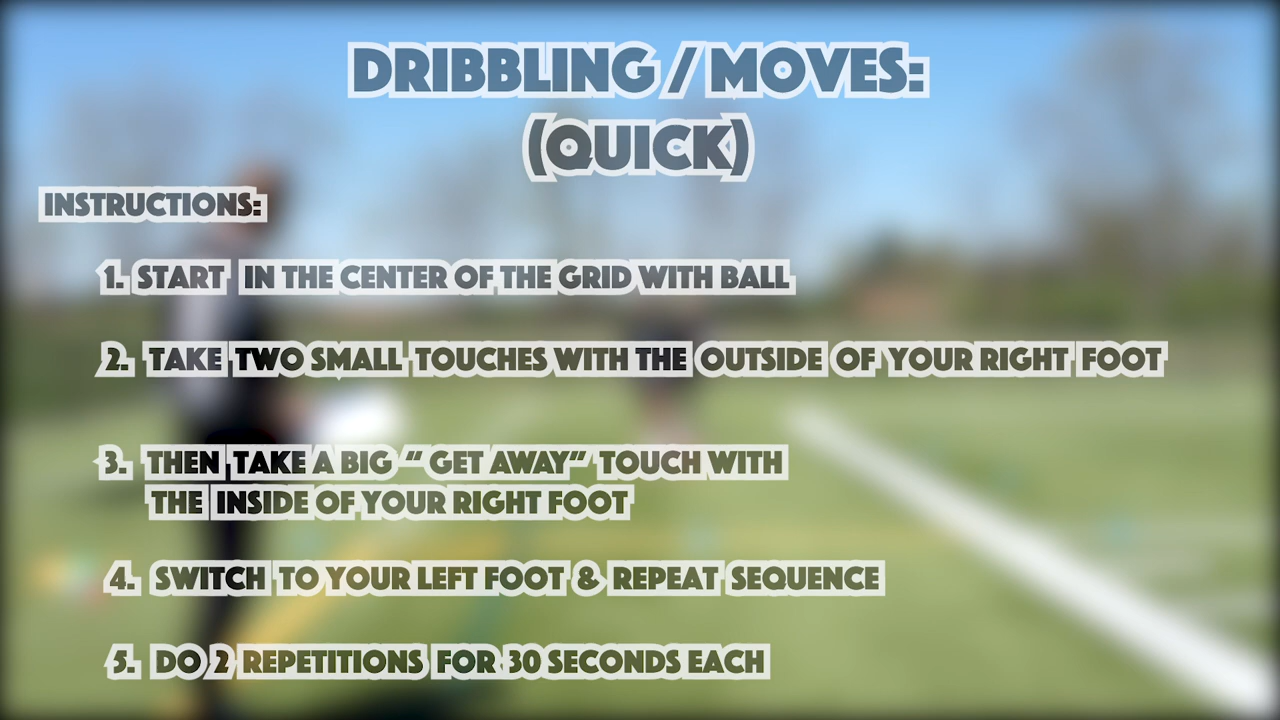 DRIBBLING / MOVES:
(QUICK)
INSTRUCTIONS:
1. START IN THE CENTER OF THE GRID WITH BALL
2. TAKE TWO SMALL TOUCHES WITH THE OUTSIDE OF YOUR RIGHT FOOT
3. THEN TAKE A BIG "GET AWAY" TOUCH WITH
THE INSIDE OF YOUR RIGHT FOOT
4. SWITCH TO YOUR LEFT FOOT & REPEAT SEQUENCE
5. DO 2 REPETITIONS FOR 30 SECONDS EACH